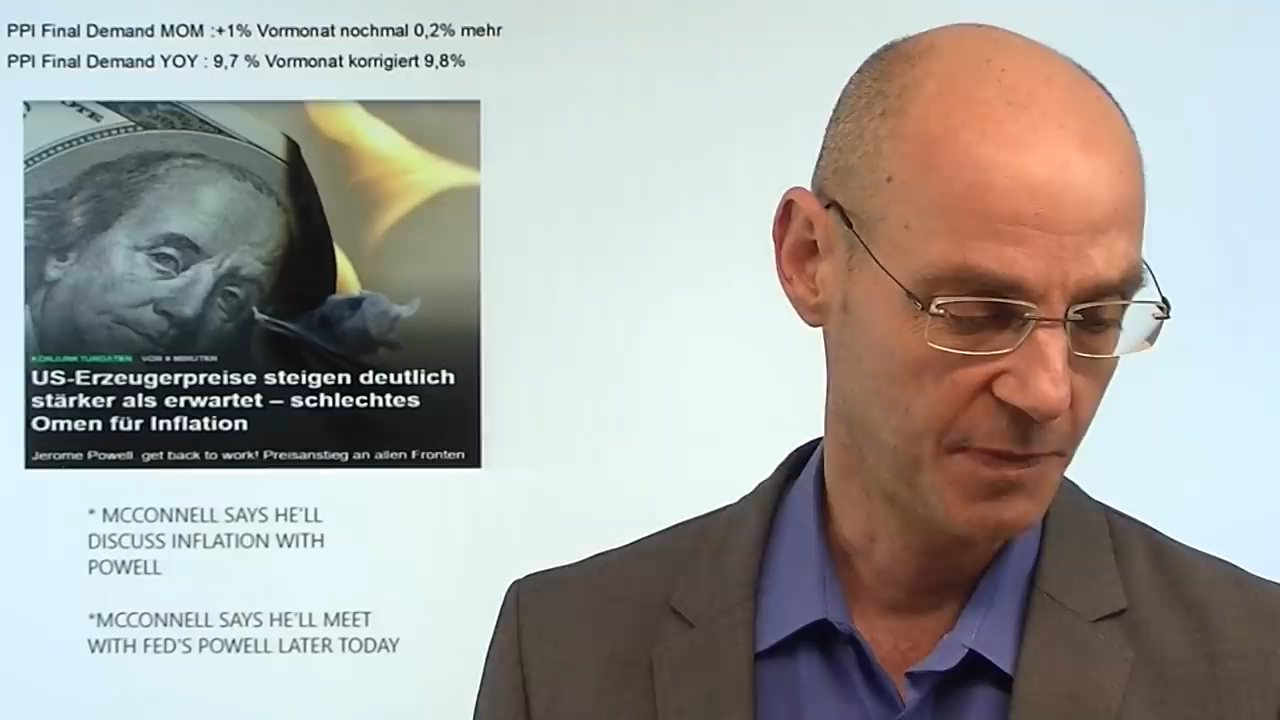 PPI Final Demand MOM :+1% Vormonat nochmal 0,2% mehr
PPI Final Demand YOY : 9,7 % Vormonat korrigiert 9,8%
KONJUNKTURDATEN VOR 9 MINUTEN
US-Erzeugerpreise steigen deutlich
stärker als erwartet – schlechtes
Omen für Inflation
Jerome Powell, get back to work! Preisanstieg an allen Fronten
* MCCONNELL SAYS HE'LL
DISCUSS INFLATION WITH
POWELL
*MCCONNELL SAYS HE'LL MEET
WITH FED'S POWELL LATER TODAY